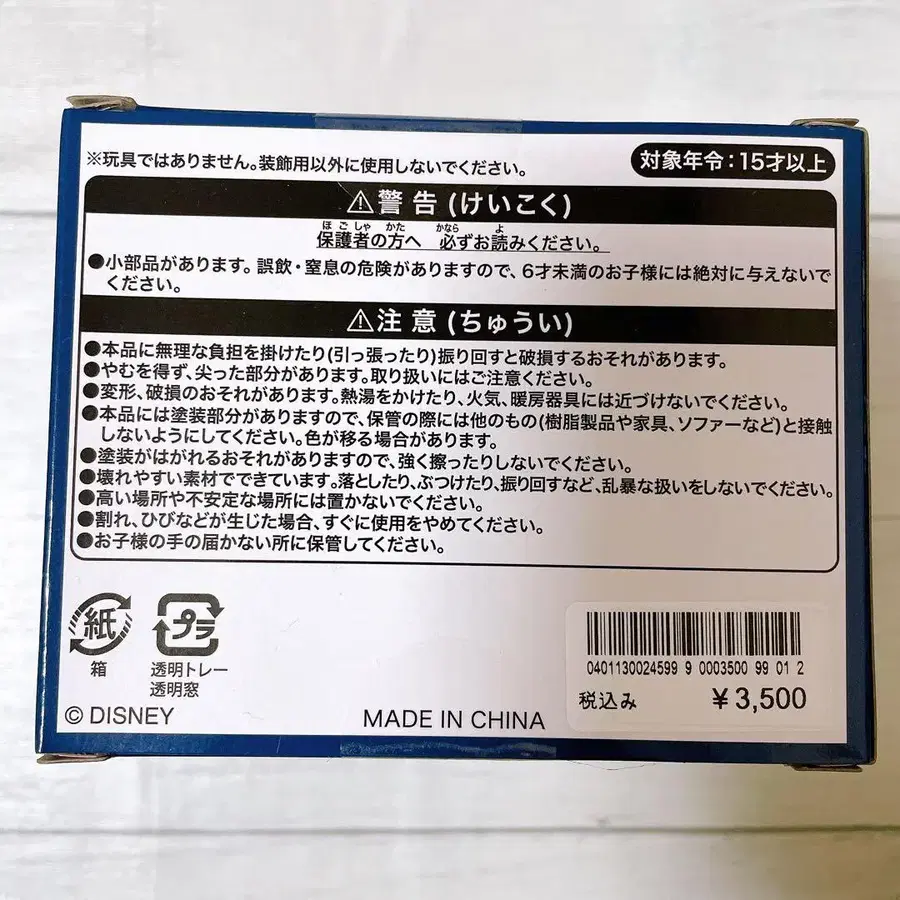 ※玩具ではありません。装飾用以外に使用しないでください。
対象年令：15才以上
⚠警告(けいこく)
ほごしゃ かた かなら よ
保護者の方へ 必ずお読みください。
●小部品があります。誤飲・窒息の危険がありますので、6才未満のお子様には絶対に与えないで
ください。
⚠注意(ちゅうい)
●本品に無理な負担を掛けたり(引っ張ったり)振り回すと破損するおそれがあります。
●やむを得ず、尖った部分があります。取り扱いにはご注意ください。
●変形、破損のおそれがあります。熱湯をかけたり、火気、暖房器具には近づけないでください。
●本品には塗装部分がありますので、保管の際には他のもの(樹脂製品や家具、ソファーなど)と接触
しないようにしてください。色が移る場合があります。
●塗装がはがれるおそれがありますので、強く擦ったりしないでください。
●壊れやすい素材でできています。落としたり、ぶつけたり、振り回すなど、乱暴な扱いをしないでください。
●高い場所や不安定な場所には置かないでください。
●割れ、ひびなどが生じた場合、すぐに使用をやめてください。
●お子様の手の届かない所に保管してください。
紙
箱
プラ
透明トレー
透明窓
© DISNEY
MADE IN CHINA
0401130024599 9 0003500 99 01 2
税込み ¥3,500